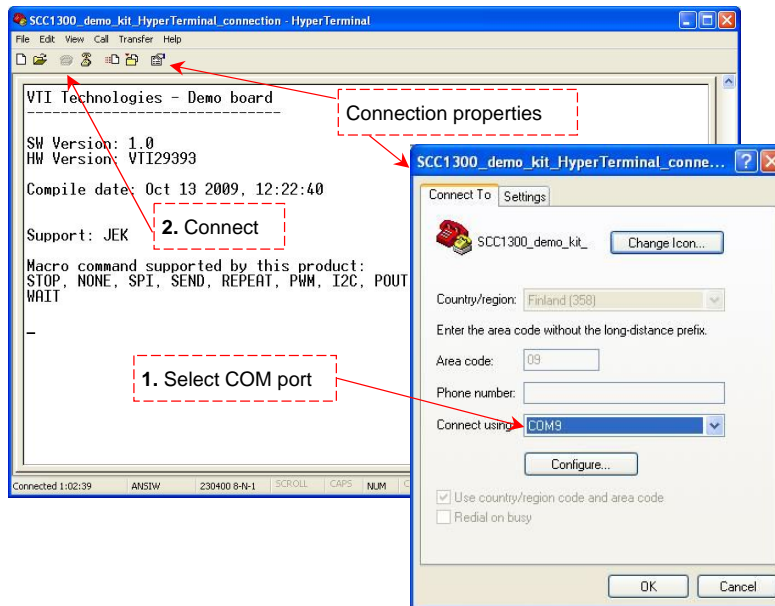 SCC1300_demo_kit_HyperTerminal_connection - HyperTerminal
File Edit View Call Transfer Help
VTI Technologies - Demo board
------------------------------
SW Version: 1.0
HW Version: VTI29393
Compile date: Oct 13 2009, 12:22:40
Support: JEK
Macro command supported by this product:
STOP, NONE, SPI, SEND, REPEAT, PWM, I2C, POUT
WAIT
_
Connected 1:02:39 ANSIW 230400 8-N-1 SCROLL CAPS NUM
Connection properties
2. Connect
1. Select COM port
SCC1300_demo_kit_HyperTerminal_conne...
Connect To Settings
SCC1300_demo_kit_ Change Icon...
Country/region: Finland (358)
Enter the area code without the long-distance prefix.
Area code: 09
Phone number:
Connect using: COM9
Configure...
Use country/region code and area code
Redial on busy
OK Cancel